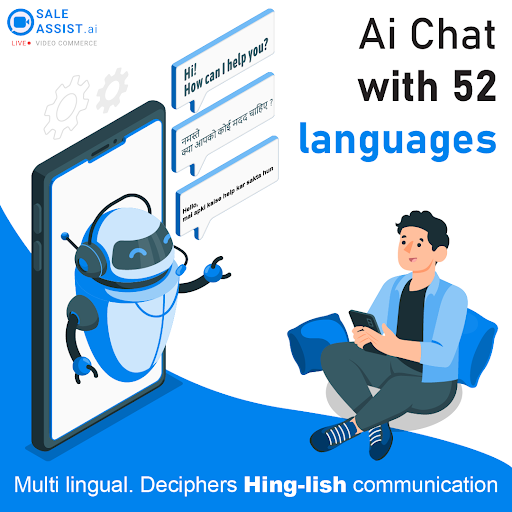 SALE
ASSIST.ai
LIVE VIDEO COMMERCE
Ai Chat
with 52
languages
Hi!
How can I help you?
नमस्ते
क्या आपको कोई मदद चाहिए ?
Hello,
mai apki kaise help kar sakta hun
Multi lingual. Deciphers Hing-lish communication